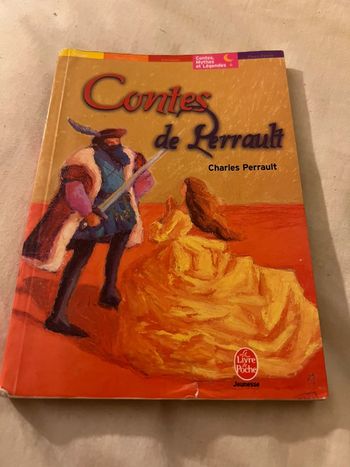 Contes,
Mythes
et Légendes
Contes
de Perrault
Charles Perrault
Le
Livre
de
Poche
Jeunesse